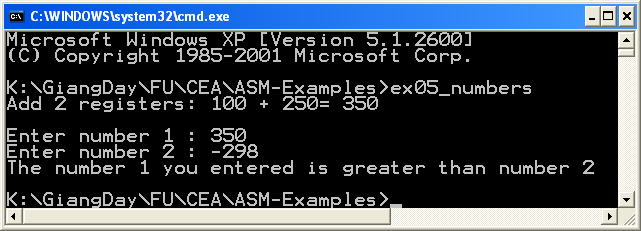 C:\WINDOWS\system32\cmd.exe
Microsoft Windows XP [Version 5.1.2600]
(C) Copyright 1985-2001 Microsoft Corp.
K:\GiangDay\FU\CEA\ASM-Examples>ex05_numbers
Add 2 registers: 100 + 250= 350
Enter number 1 : 350
Enter number 2 : -298
The number 1 you entered is greater than number 2
K:\GiangDay\FU\CEA\ASM-Examples>_